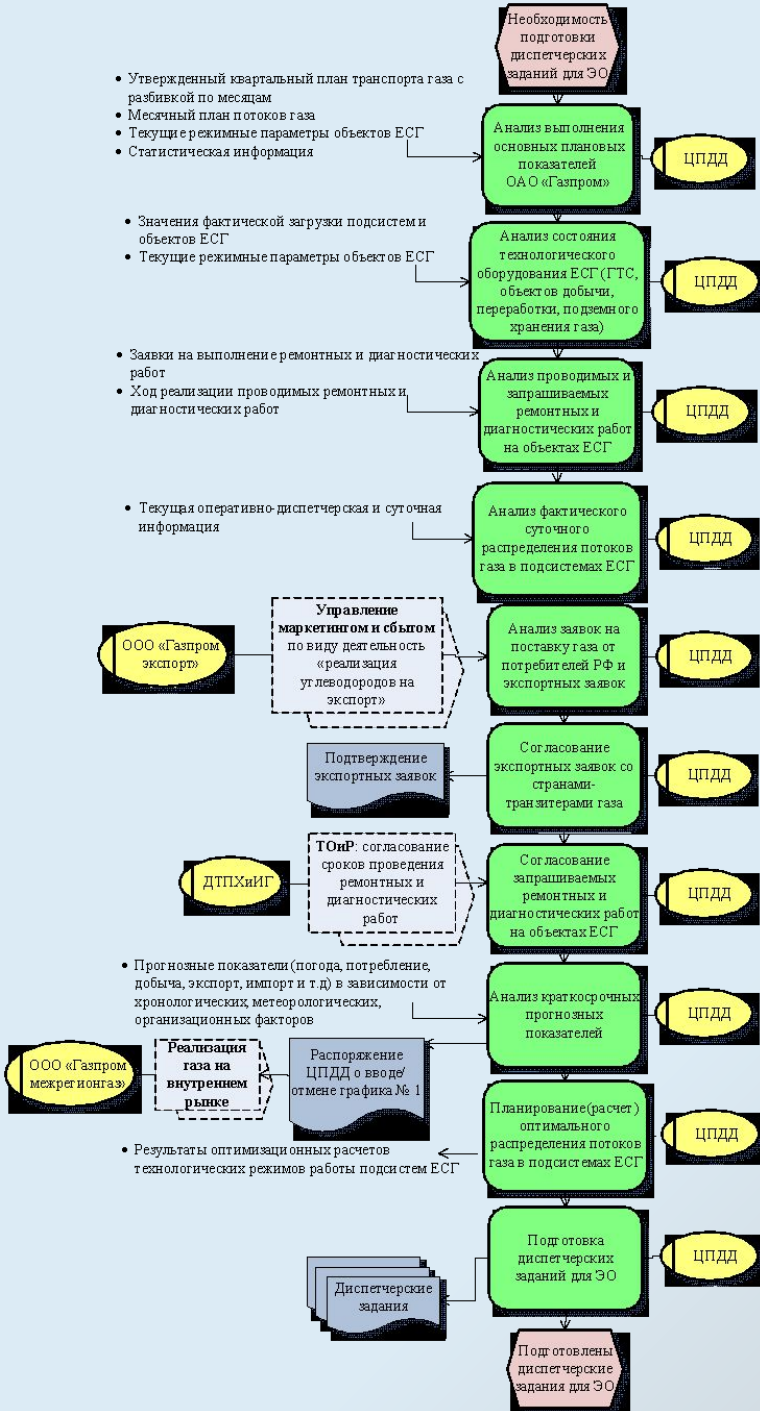 Необходимость
подготовки
диспетчерских
заданий для ЭО
• Утвержденный квартальный план транспорта газа с
разбивкой по месяцам
• Месячный план потоков газа
• Текущие режимные параметры объектов ЕСГ
• Статистическая информация
Анализ выполнения
основных плановых
показателей
ОАО «Газпром»
ЦПДД
• Значения фактической загрузки подсистем и
объектов ЕСГ
• Текущие режимные параметры объектов ЕСГ
Анализ состояния
технологического
оборудования ЕСГ (ГТС,
объектов добычи,
переработки, подземного
хранения газа)
ЦПДД
• Заявки на выполнение ремонтных и диагностических
работ
• Ход реализации проводимых ремонтных и
диагностических работ
Анализ проводимых и
запрашиваемых
ремонтных и
диагностических работ
на объектах ЕСГ
ЦПДД
• Текущая оперативно-диспетчерская и суточная
информация
Анализ фактического
суточного
распределения потоков
газа в подсистемах ЕСГ
ЦПДД
ООО «Газпром
экспорт»
Управление
маркетингом и сбытом
по виду деятельность
«реализация
углеводородов на
экспорт»
Анализ заявок на
поставку газа от
потребителей РФ и
экспортных заявок
ЦПДД
Подтверждение
экспортных заявок
Согласование
экспортных заявок со
странами-
транзитерами газа
ЦПДД
ДТПХиИГ
ТОиР: согласование
сроков проведения
ремонтных и
диагностических
работ
Согласование
запрашиваемых
ремонтных и
диагностических работ
на объектах ЕСГ
ЦПДД
• Прогнозные показатели (погода, потребление,
добыча, экспорт, импорт и т.д) в зависимости от
хронологических, метеорологических,
организационных факторов
Анализ краткосрочных
прогнозных
показателей
ЦПДД
ООО «Газпром
межрегионгаз»
Реализация
газа на
внутреннем
рынке
Распоряжение
ЦПДД о вводе/
отмене графика № 1
Планирование (расчет)
оптимального
распределения потоков
газа в подсистемах ЕСГ
ЦПДД
• Результаты оптимизационных расчетов
технологических режимов работы подсистем ЕСГ
Подготовка
диспетчерских
заданий для ЭО
ЦПДД
Диспетчерские
задания
Подготовлены
диспетчерские
задания для ЭО